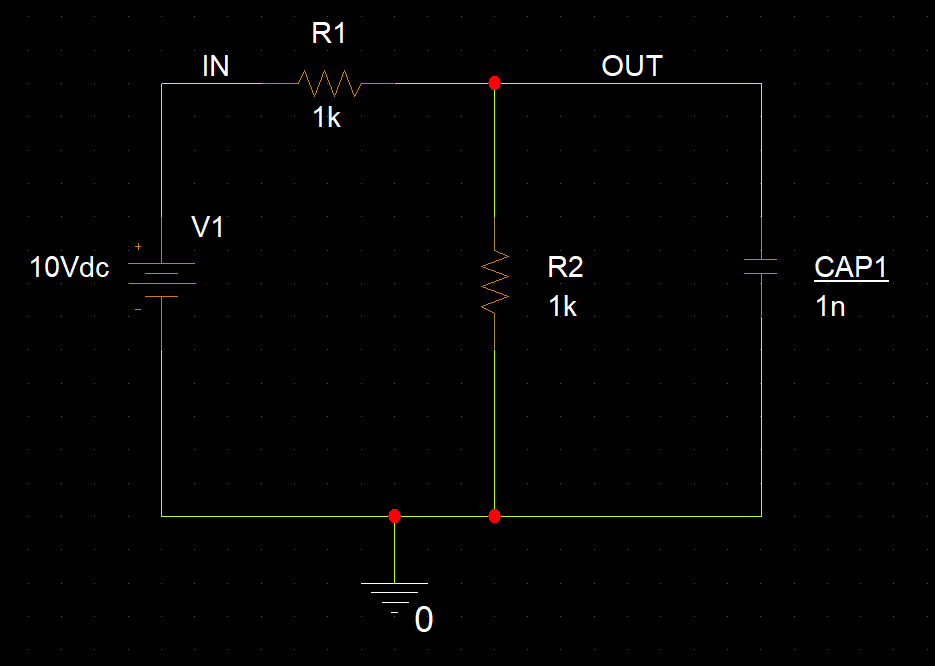 R1
IN
OUT
1k
V1
+
10Vdc
-
R2
1k
CAP1
1n
0